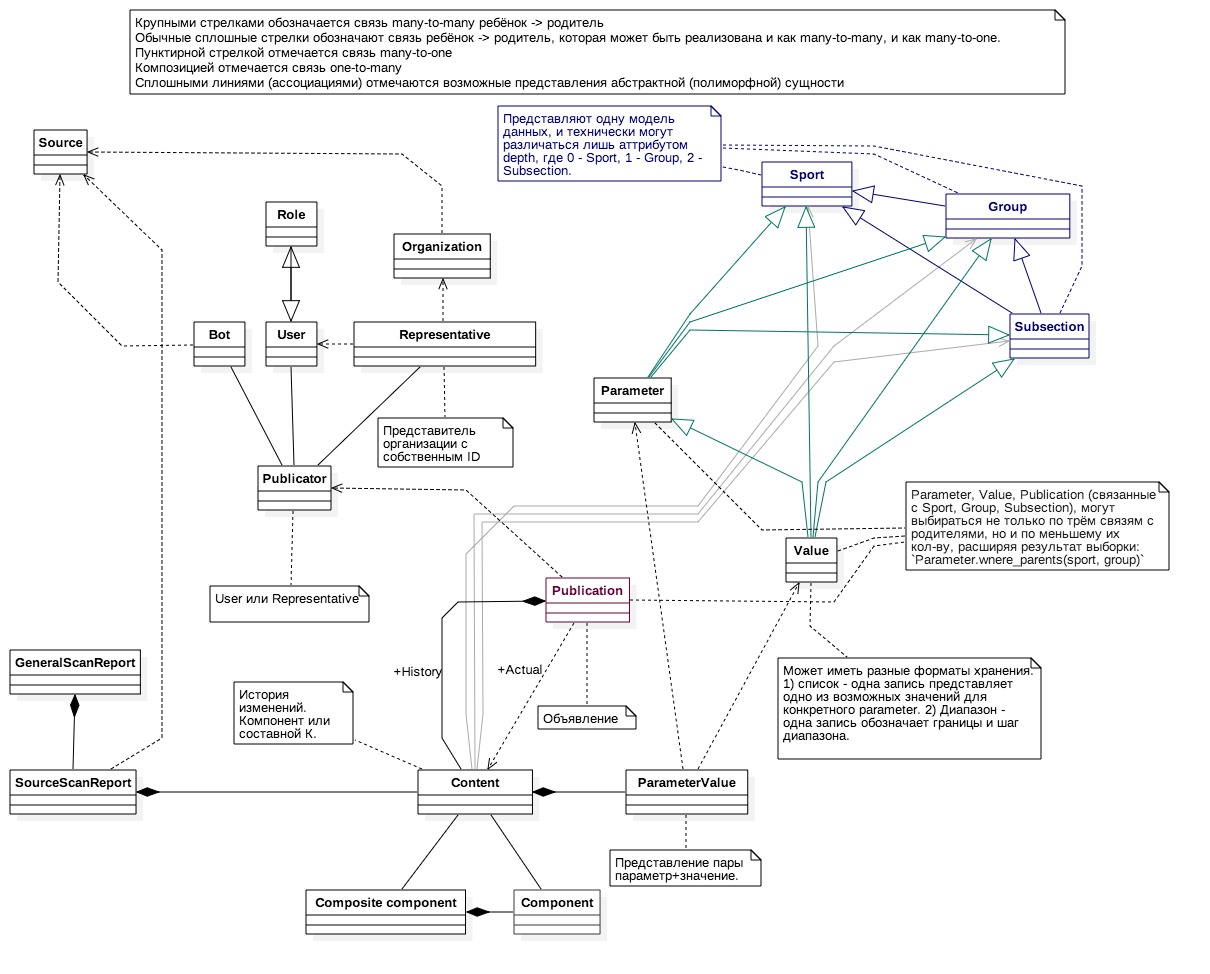 Крупными стрелками обозначается связь many-to-many ребёнок -> родитель
Обычные сплошные стрелки обозначают связь ребёнок -> родитель, которая может быть реализована и как many-to-many, и как many-to-one.
Пунктирной стрелкой отмечается связь many-to-one
Композицией отмечается связь one-to-many
Сплошными линиями (ассоциациями) отмечаются возможные представления абстрактной (полиморфной) сущности
Представляют одну модель
данных, и технически могут
различаться лишь аттрибутом
depth, где 0 - Sport, 1 - Group, 2 -
Subsection.
Source
Sport
Group
Role
Organization
Bot
User
Representative
Subsection
Parameter
Представитель
организации с
собственным ID
Publicator
Parameter, Value, Publication (связанные
с Sport, Group, Subsection), могут
выбираться не только по трём связям с
родителями, но и по меньшему их
кол-ву, расширяя результат выборки:
`Parameter.wnere_parents(sport, group)`
Value
Publication
User или Representative
GeneralScanReport
+History
+Actual
Может иметь разные форматы хранения.
1) список - одна запись представляет
одно из возможных значений для
конкретного parameter. 2) Диапазон -
одна запись обозначает границы и шаг
диапазона.
История
изменений.
Компонент или
составной К.
Объявление
SourceScanReport
Content
ParameterValue
Представление пары
параметр+значение.
Composite component
Component